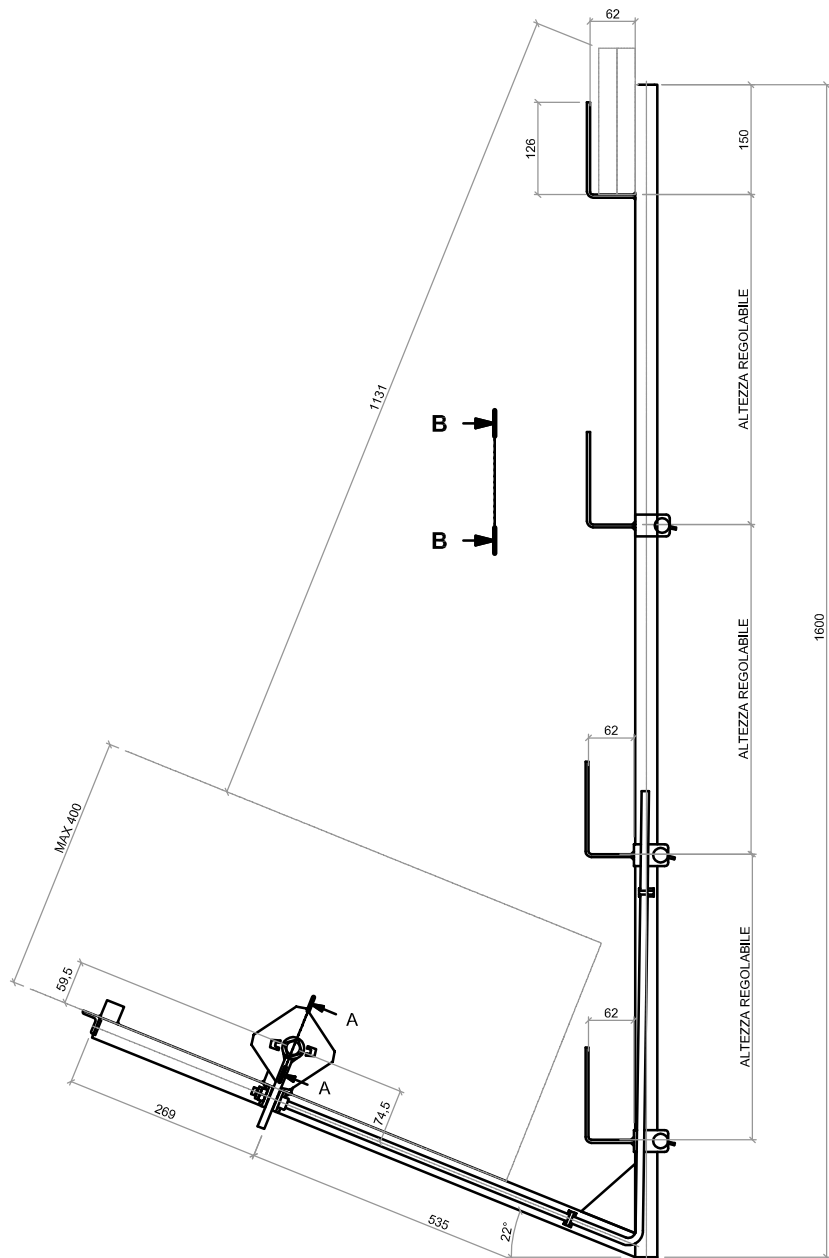 62
126
150
ALTEZZA REGOLABILE
1131
B
B
1600
ALTEZZA REGOLABILE
62
MAX 400
ALTEZZA REGOLABILE
59,5
A
62
A
269
74,5
535
22°